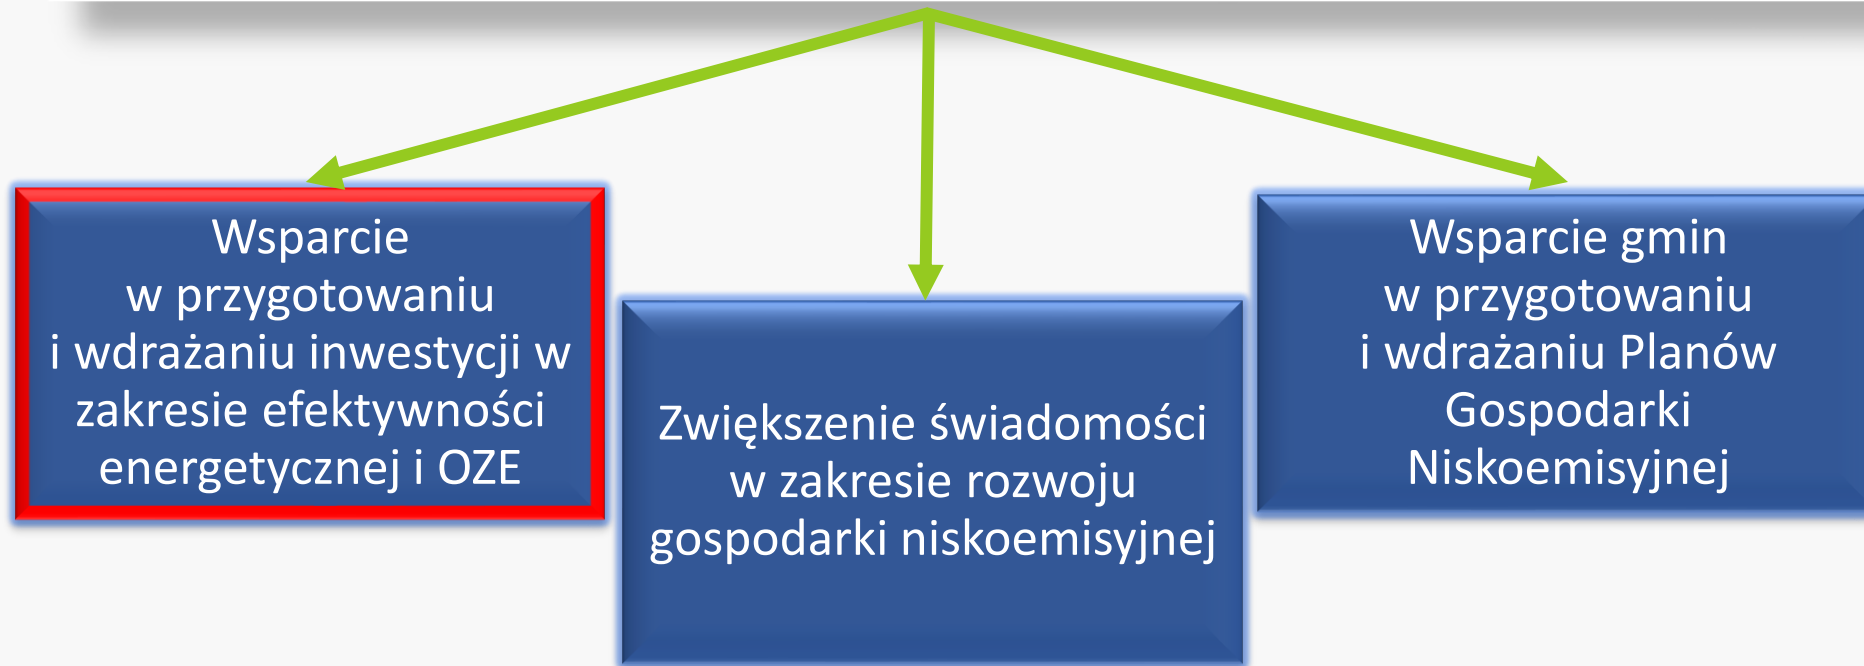 Wsparcie
w przygotowaniu
i wdrażaniu inwestycji w
zakresie efektywności
energetycznej i OZE
Zwiększenie świadomości
w zakresie rozwoju
gospodarki niskoemisyjnej
Wsparcie gmin
w przygotowaniu
i wdrażaniu Planów
Gospodarki
Niskoemisyjnej